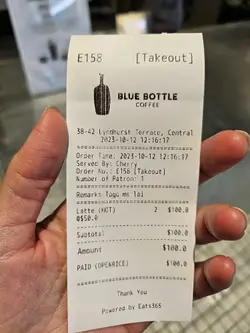 E158 [Takeout]
BLUE BOTTLE
COFFEE
38-42 Lyndhurst Terrace, Central
2023-10-12 12:16:17
Order Time: 2023-10-12 12:16:17
Served By: Cherry
Order No.: E158 [Takeout]
Number of Patron: 1
Remarks
Latte (HOT) 2 $100.0
@50.0
Subtotal $100.0
Amount $100.0
PAID (OPENRICE) $100.0
Thank You
Powered by Eats365